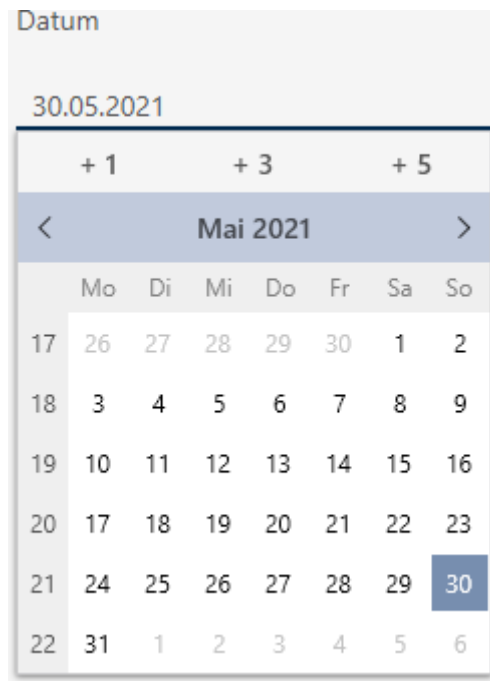 Datum
30.05.2021
+ 1 + 3 + 5
< Mai 2021 >
Mo Di Mi Do Fr Sa So
17 26 27 28 29 30 1 2
18 3 4 5 6 7 8 9
19 10 11 12 13 14 15 16
20 17 18 19 20 21 22 23
21 24 25 26 27 28 29 30
22 31 1 2 3 4 5 6